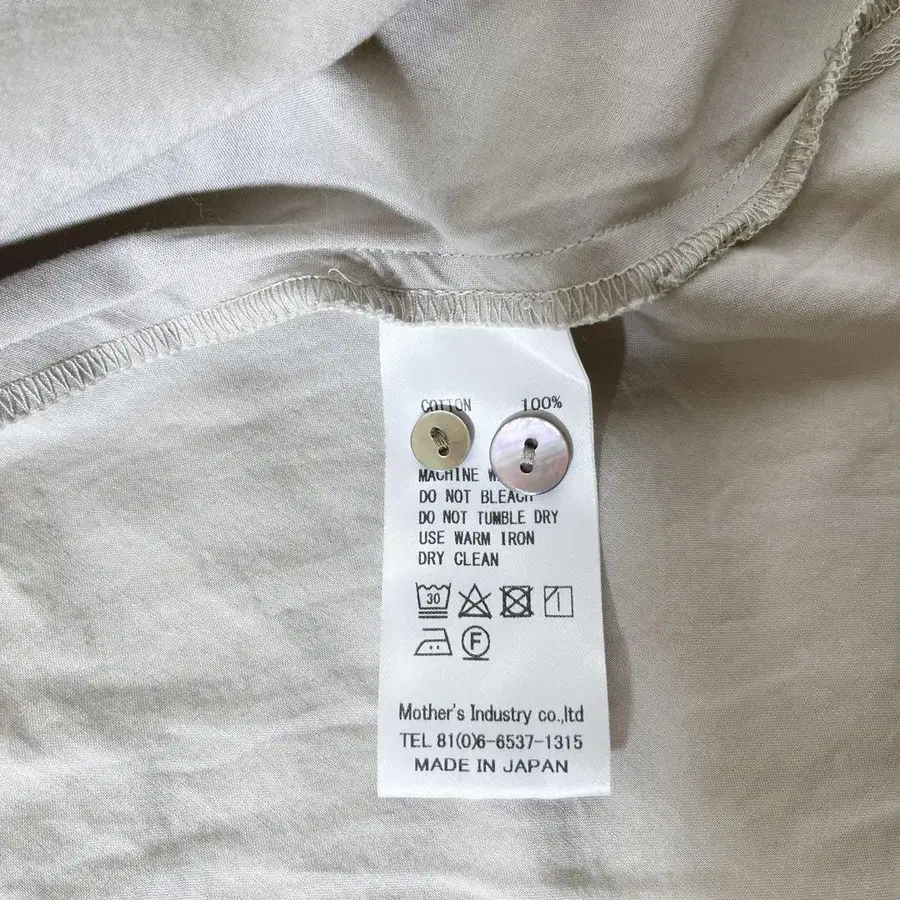 COTTON 100%
MACHINE
DO NOT BLEACH
DO NOT TUMBLE DRY
USE WARM IRON
DRY CLEAN
30
F
Mother's Industry co.,ltd
TEL 81(0)6-6537-1315
MADE IN JAPAN